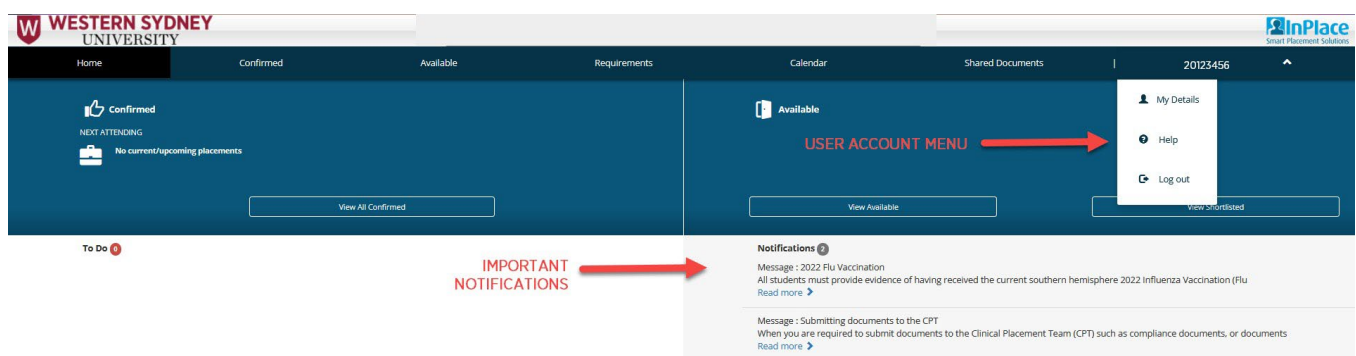 W WESTERN SYDNEY
UNIVERSITY
InPlace
Smart Placement Solutions
Home Confirmed Available Requirements Calendar Shared Documents | 20123456
Confirmed
NEXT ATTENDING
No current/upcoming placements
View All Confirmed
Available
USER ACCOUNT MENU
My Details
Help
Log out
View Available
View Shortlisted
To Do 0
IMPORTANT
NOTIFICATIONS
Notifications 2
Message : 2022 Flu Vaccination
All students must provide evidence of having received the current southern hemisphere 2022 Influenza Vaccination (Flu
Read more
Message : Submitting documents to the CPT
When you are required to submit documents to the Clinical Placement Team (CPT) such as compliance documents, or documents
Read more